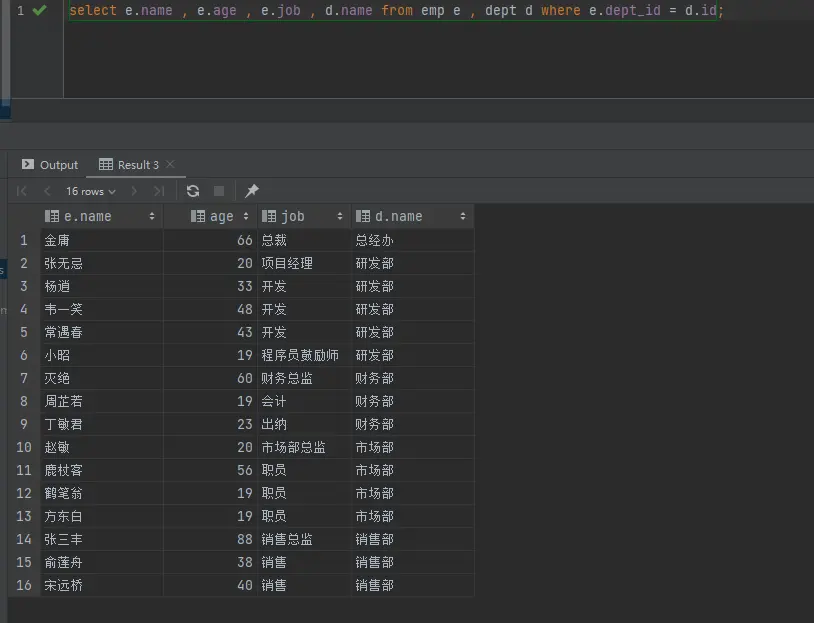 1 select e.name , e.age , e.job , d.name from emp e , dept d where e.dept_id = d.id;
Output Result 3
16 rows
e.name age job d.name
1 金庸 66 总裁 总经办
2 张无忌 20 项目经理 研发部
3 杨逍 33 开发 研发部
4 韦一笑 48 开发 研发部
5 常遇春 43 开发 研发部
6 小昭 19 程序员鼓励师 研发部
7 灭绝 60 财务总监 财务部
8 周芷若 19 会计 财务部
9 丁敏君 23 出纳 财务部
10 赵敏 20 市场部总监 市场部
11 鹿杖客 56 职员 市场部
12 鹤笔翁 19 职员 市场部
13 方东白 19 职员 市场部
14 张三丰 88 销售总监 销售部
15 俞莲舟 38 销售 销售部
16 宋远桥 40 销售 销售部